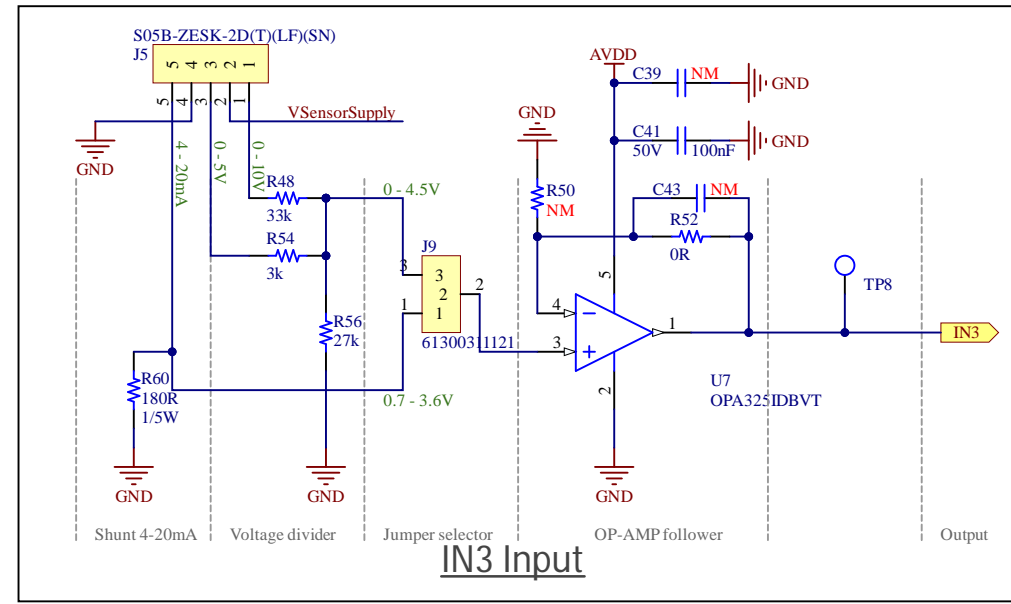 S05B-ZESK-2D(T)(LF)(SN)
J5
5 4 3 2 1
5 4 3 2 1
VSensorSupply
GND
4 - 20mA
0 - 5V
0 - 10V
R48
33k
R54
3k
R56
27k
R60
180R
1/5W
GND
GND
0 - 4.5V
J9
3
1
3
2
1
2
61300311121
0.7 - 3.6V
AVDD
C39 NM
GND
C41
50V 100nF
GND
GND
R50
NM
C43 NM
R52
0R
5
4
3
1
2
U7
OPA325IDBVT
GND
TP8
IN3
Shunt 4-20mA
Voltage divider
Jumper selector
OP-AMP follower
Output
IN3 Input